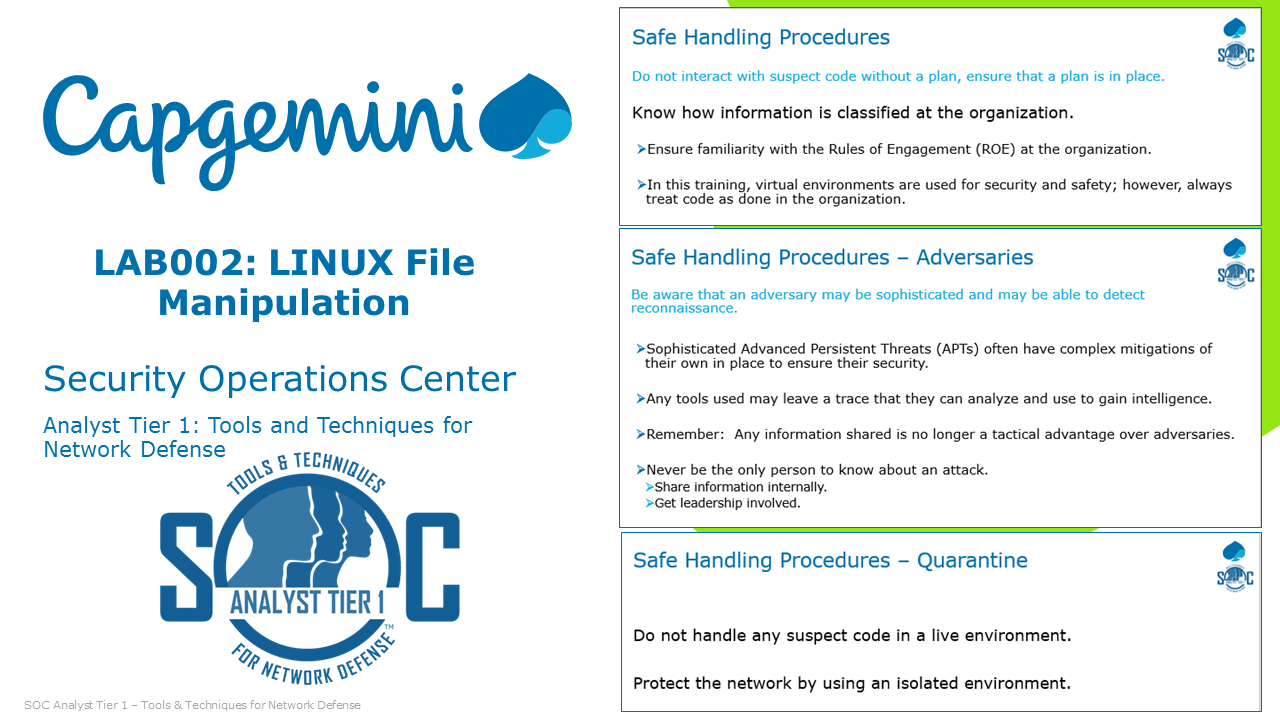 Capgemini
LAB002: LINUX File
Manipulation
Security Operations Center
Analyst Tier 1: Tools and Techniques for
Network Defense
TOOLS & TECHNIQUES
SOC
ANALYST TIER 1
FOR NETWORK DEFENSE™
SOC Analyst Tier 1 – Tools & Techniques for Network Defense
Safe Handling Procedures
SOC
Do not interact with suspect code without a plan, ensure that a plan is in place.
Know how information is classified at the organization.
➢Ensure familiarity with the Rules of Engagement (ROE) at the organization.
➢In this training, virtual environments are used for security and safety; however, always
treat code as done in the organization.
Safe Handling Procedures – Adversaries
SOC
Be aware that an adversary may be sophisticated and may be able to detect
reconnaissance.
➢Sophisticated Advanced Persistent Threats (APTs) often have complex mitigations of
their own in place to ensure their security.
➢Any tools used may leave a trace that they can analyze and use to gain intelligence.
➢Remember:  Any information shared is no longer a tactical advantage over adversaries.
➢Never be the only person to know about an attack.
➢Share information internally.
➢Get leadership involved.
Safe Handling Procedures – Quarantine
SOC
Do not handle any suspect code in a live environment.
Protect the network by using an isolated environment.